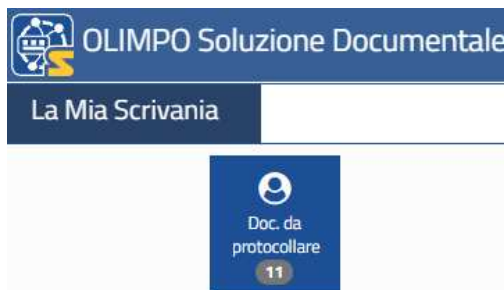 OLIMPO Soluzione Documentale
La Mia Scrivania
Doc. da
protocollare
11